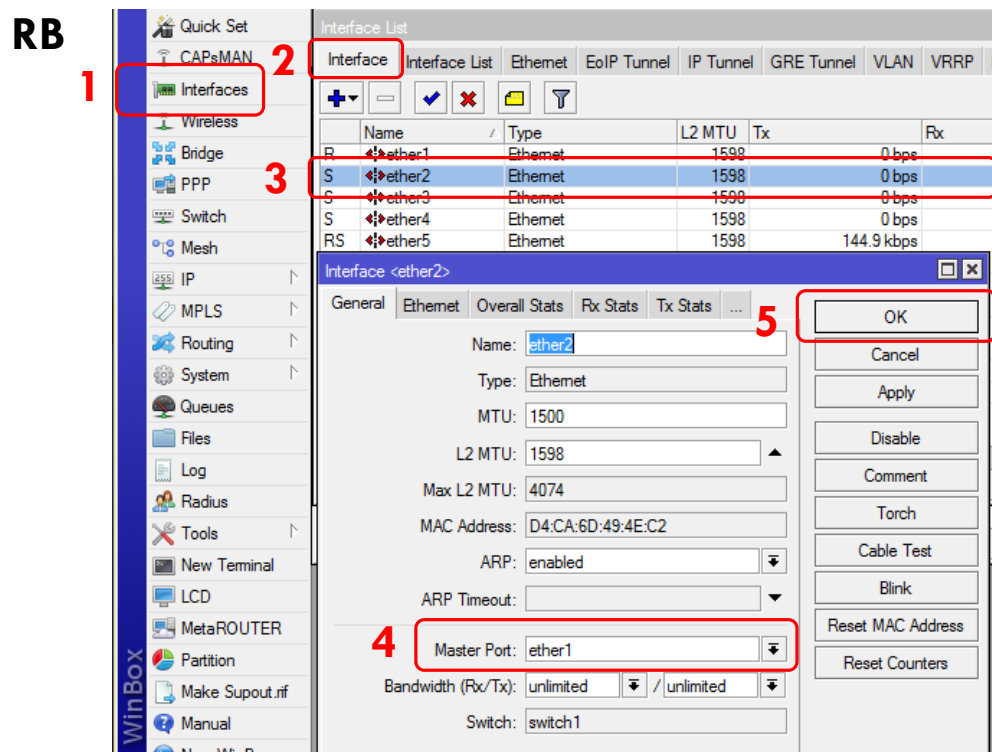 RB
1
2
3
4
5
Quick Set
CAPsMAN
Interfaces
Wireless
Bridge
PPP
Switch
Mesh
IP
MPLS
Routing
System
Queues
Files
Log
Radius
Tools
New Terminal
LCD
MetaROUTER
Partition
Make Supout.rif
Manual
WinBox
Interface List
Interface Interface List Ethernet EoIP Tunnel IP Tunnel GRE Tunnel VLAN VRRP
Name Type L2 MTU Tx Rx
R ether1 Ethernet 1598 0 bps
S ether2 Ethernet 1598 0 bps
S ether3 Ethernet 1598 0 bps
S ether4 Ethernet 1598 0 bps
RS ether5 Ethernet 1598 144.9 kbps
Interface <ether2>
General Ethernet Overall Stats Rx Stats Tx Stats ...
Name: ether2
Type: Ethernet
MTU: 1500
L2 MTU: 1598
Max L2 MTU: 4074
MAC Address: D4:CA:6D:49:4E:C2
ARP: enabled
ARP Timeout:
Master Port: ether1
Bandwidth (Rx/Tx): unlimited / unlimited
Switch: switch1
OK
Cancel
Apply
Disable
Comment
Torch
Cable Test
Blink
Reset MAC Address
Reset Counters